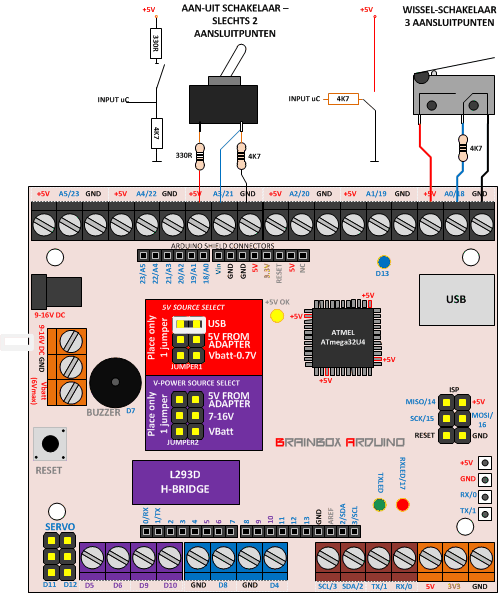 AAN-UIT SCHAKELAAR –
SLECHTS 2
AANSLUITPUNTEN
WISSEL-SCHAKELAAR
3 AANSLUITPUNTEN
+5V
330R
INPUT uC
4K7
+5V
INPUT uC
4K7
330R
4K7
4K7
+5V A5/23 GND +5V A4/22 GND +5V A3/21 GND +5V A2/20 GND +5V A1/19 GND +5V A0/18 GND
ARDUINO SHIELD CONNECTORS
23/A5
22/A4
21/A3
20/A2
19/A1
18/A0
Vin
GND
GND
5V
3.3V
RESET
5V
NC
D13
9-16V DC
USB
5V SOURCE SELECT
Place only
1 jumper
USB
5V FROM
ADAPTER
Vbatt-0.7V
JUMPER1
+5V OK
+5V
+5V
+5V
+5V
ATMEL
ATmega32U4
9-16V DC
GND
Vbatt
(6Vmax)
BUZZER
D7
V-POWER SOURCE SELECT
Place only
1 jumper
5V FROM
ADAPTER
7-16V
VBatt
JUMPER2
ISP
MISO/14
+5V
SCK/15
MOSI/
16
RESET
GND
BRAINBOX ARDUINO
RESET
L293D
H-BRIDGE
TXLED
RXLED/17
+5V
GND
RX/0
TX/1
0/RX
1/TX
2
3
4
5
6
7
8
9
10
11
12
13
GND
AREF
2/SDA
3/SCL
SERVO
D11 D12
D5 D6 D9 D10 GND D8 GND D4
SCL/3 SDA/2 TX/1 RX/0 5V 3V3 GND